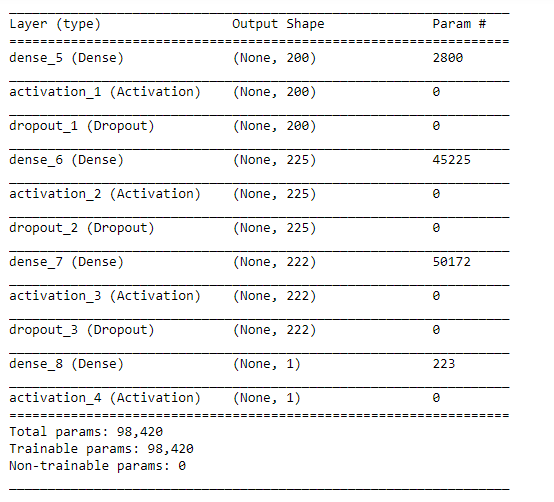 Layer (type) Output Shape Param #
=================================================================
dense_5 (Dense) (None, 200) 2800
_________________________________________________________________
activation_1 (Activation) (None, 200) 0
_________________________________________________________________
dropout_1 (Dropout) (None, 200) 0
_________________________________________________________________
dense_6 (Dense) (None, 225) 45225
_________________________________________________________________
activation_2 (Activation) (None, 225) 0
_________________________________________________________________
dropout_2 (Dropout) (None, 225) 0
_________________________________________________________________
dense_7 (Dense) (None, 222) 50172
_________________________________________________________________
activation_3 (Activation) (None, 222) 0
_________________________________________________________________
dropout_3 (Dropout) (None, 222) 0
_________________________________________________________________
dense_8 (Dense) (None, 1) 223
_________________________________________________________________
activation_4 (Activation) (None, 1) 0
=================================================================
Total params: 98,420
Trainable params: 98,420
Non-trainable params: 0
_________________________________________________________________